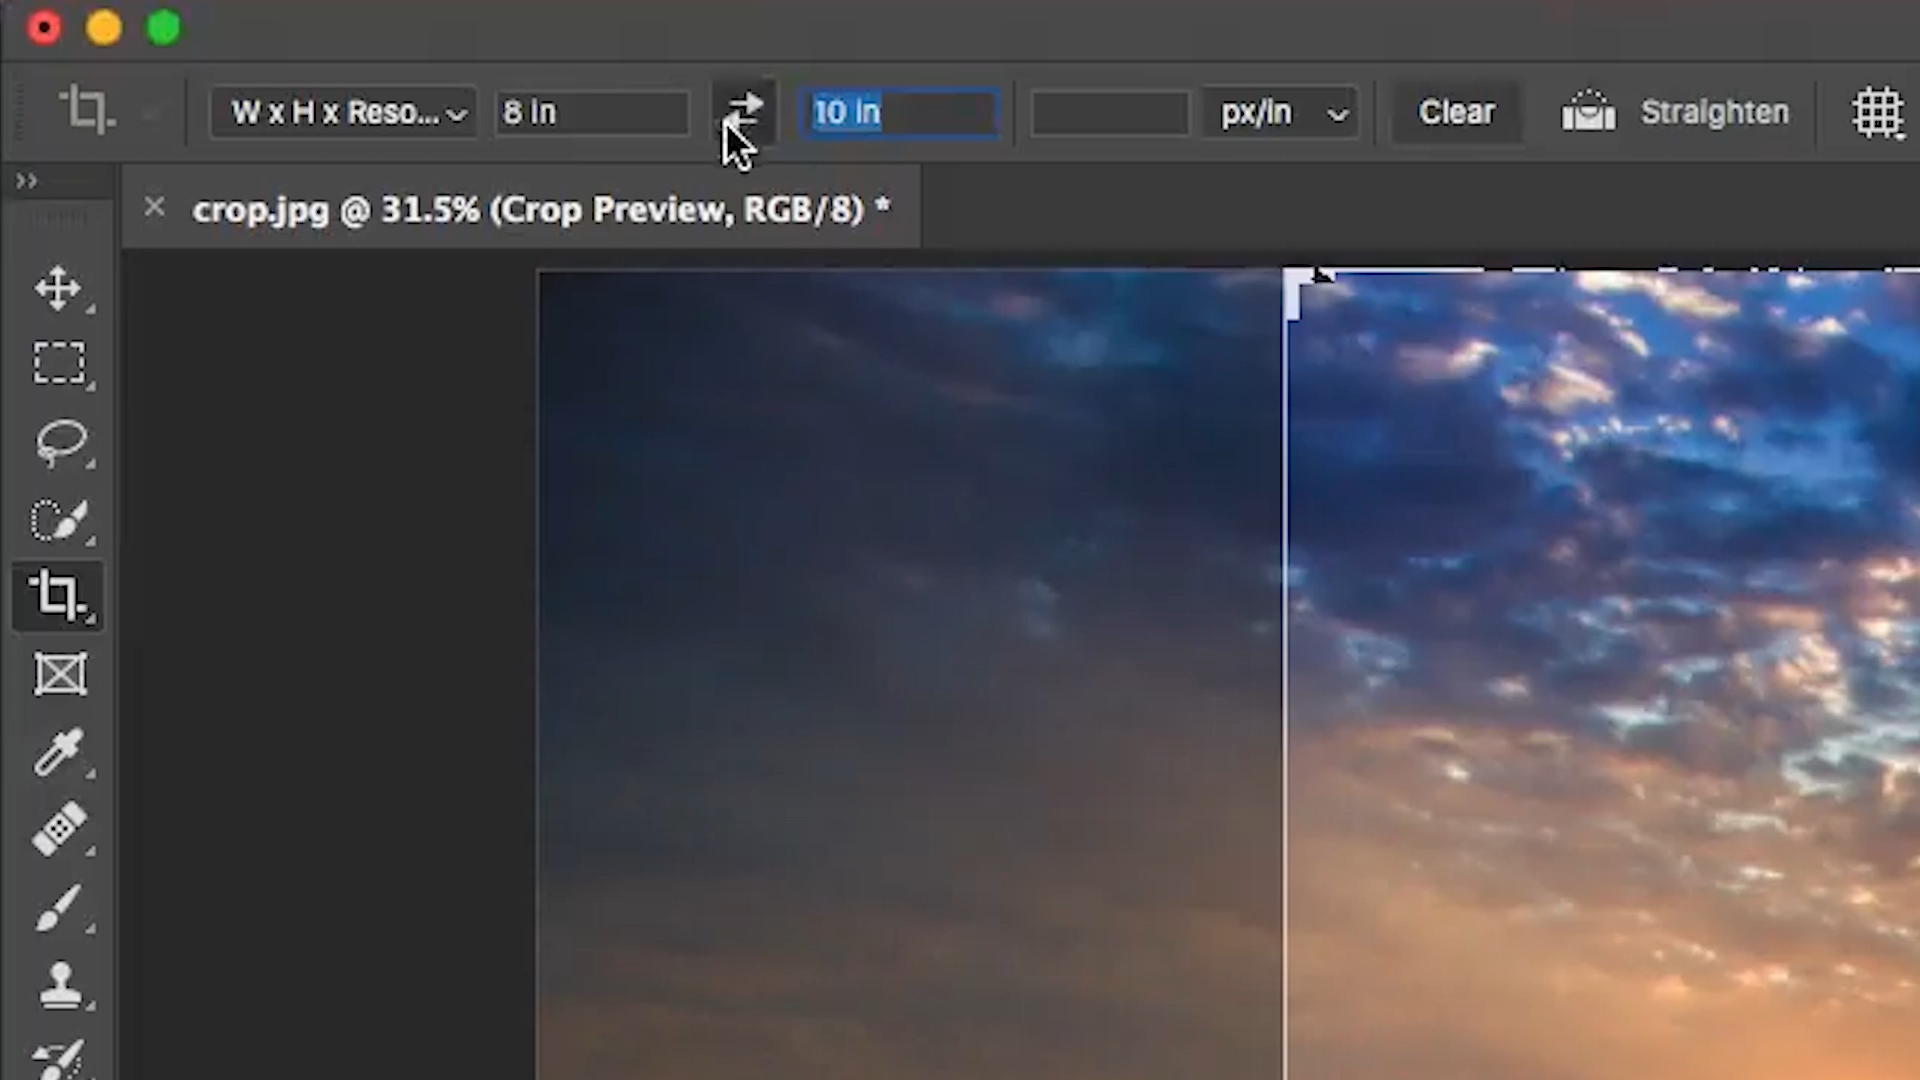 W x H x Reso... 8 in 10 in px/in Clear Straighten
crop.jpg @ 31.5% (Crop Preview, RGB/8) *